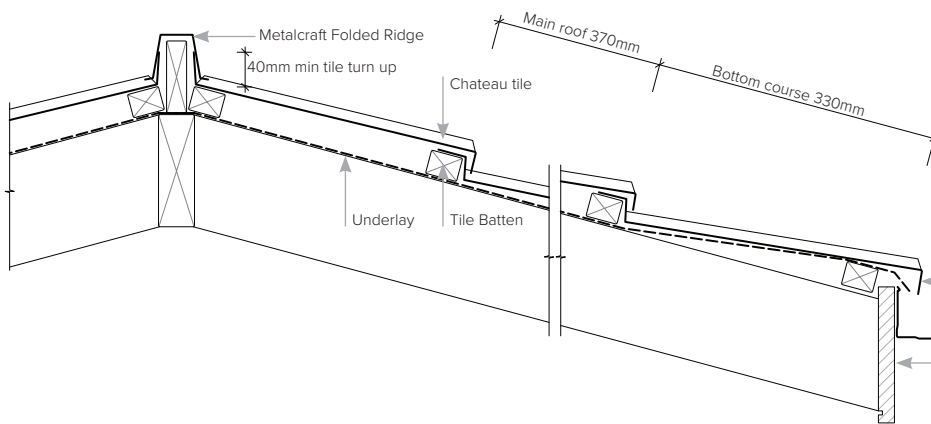 Metalcraft Folded Ridge
40mm min tile turn up
Main roof 370mm
Bottom course 330mm
Chateau tile
Underlay
Tile Batten